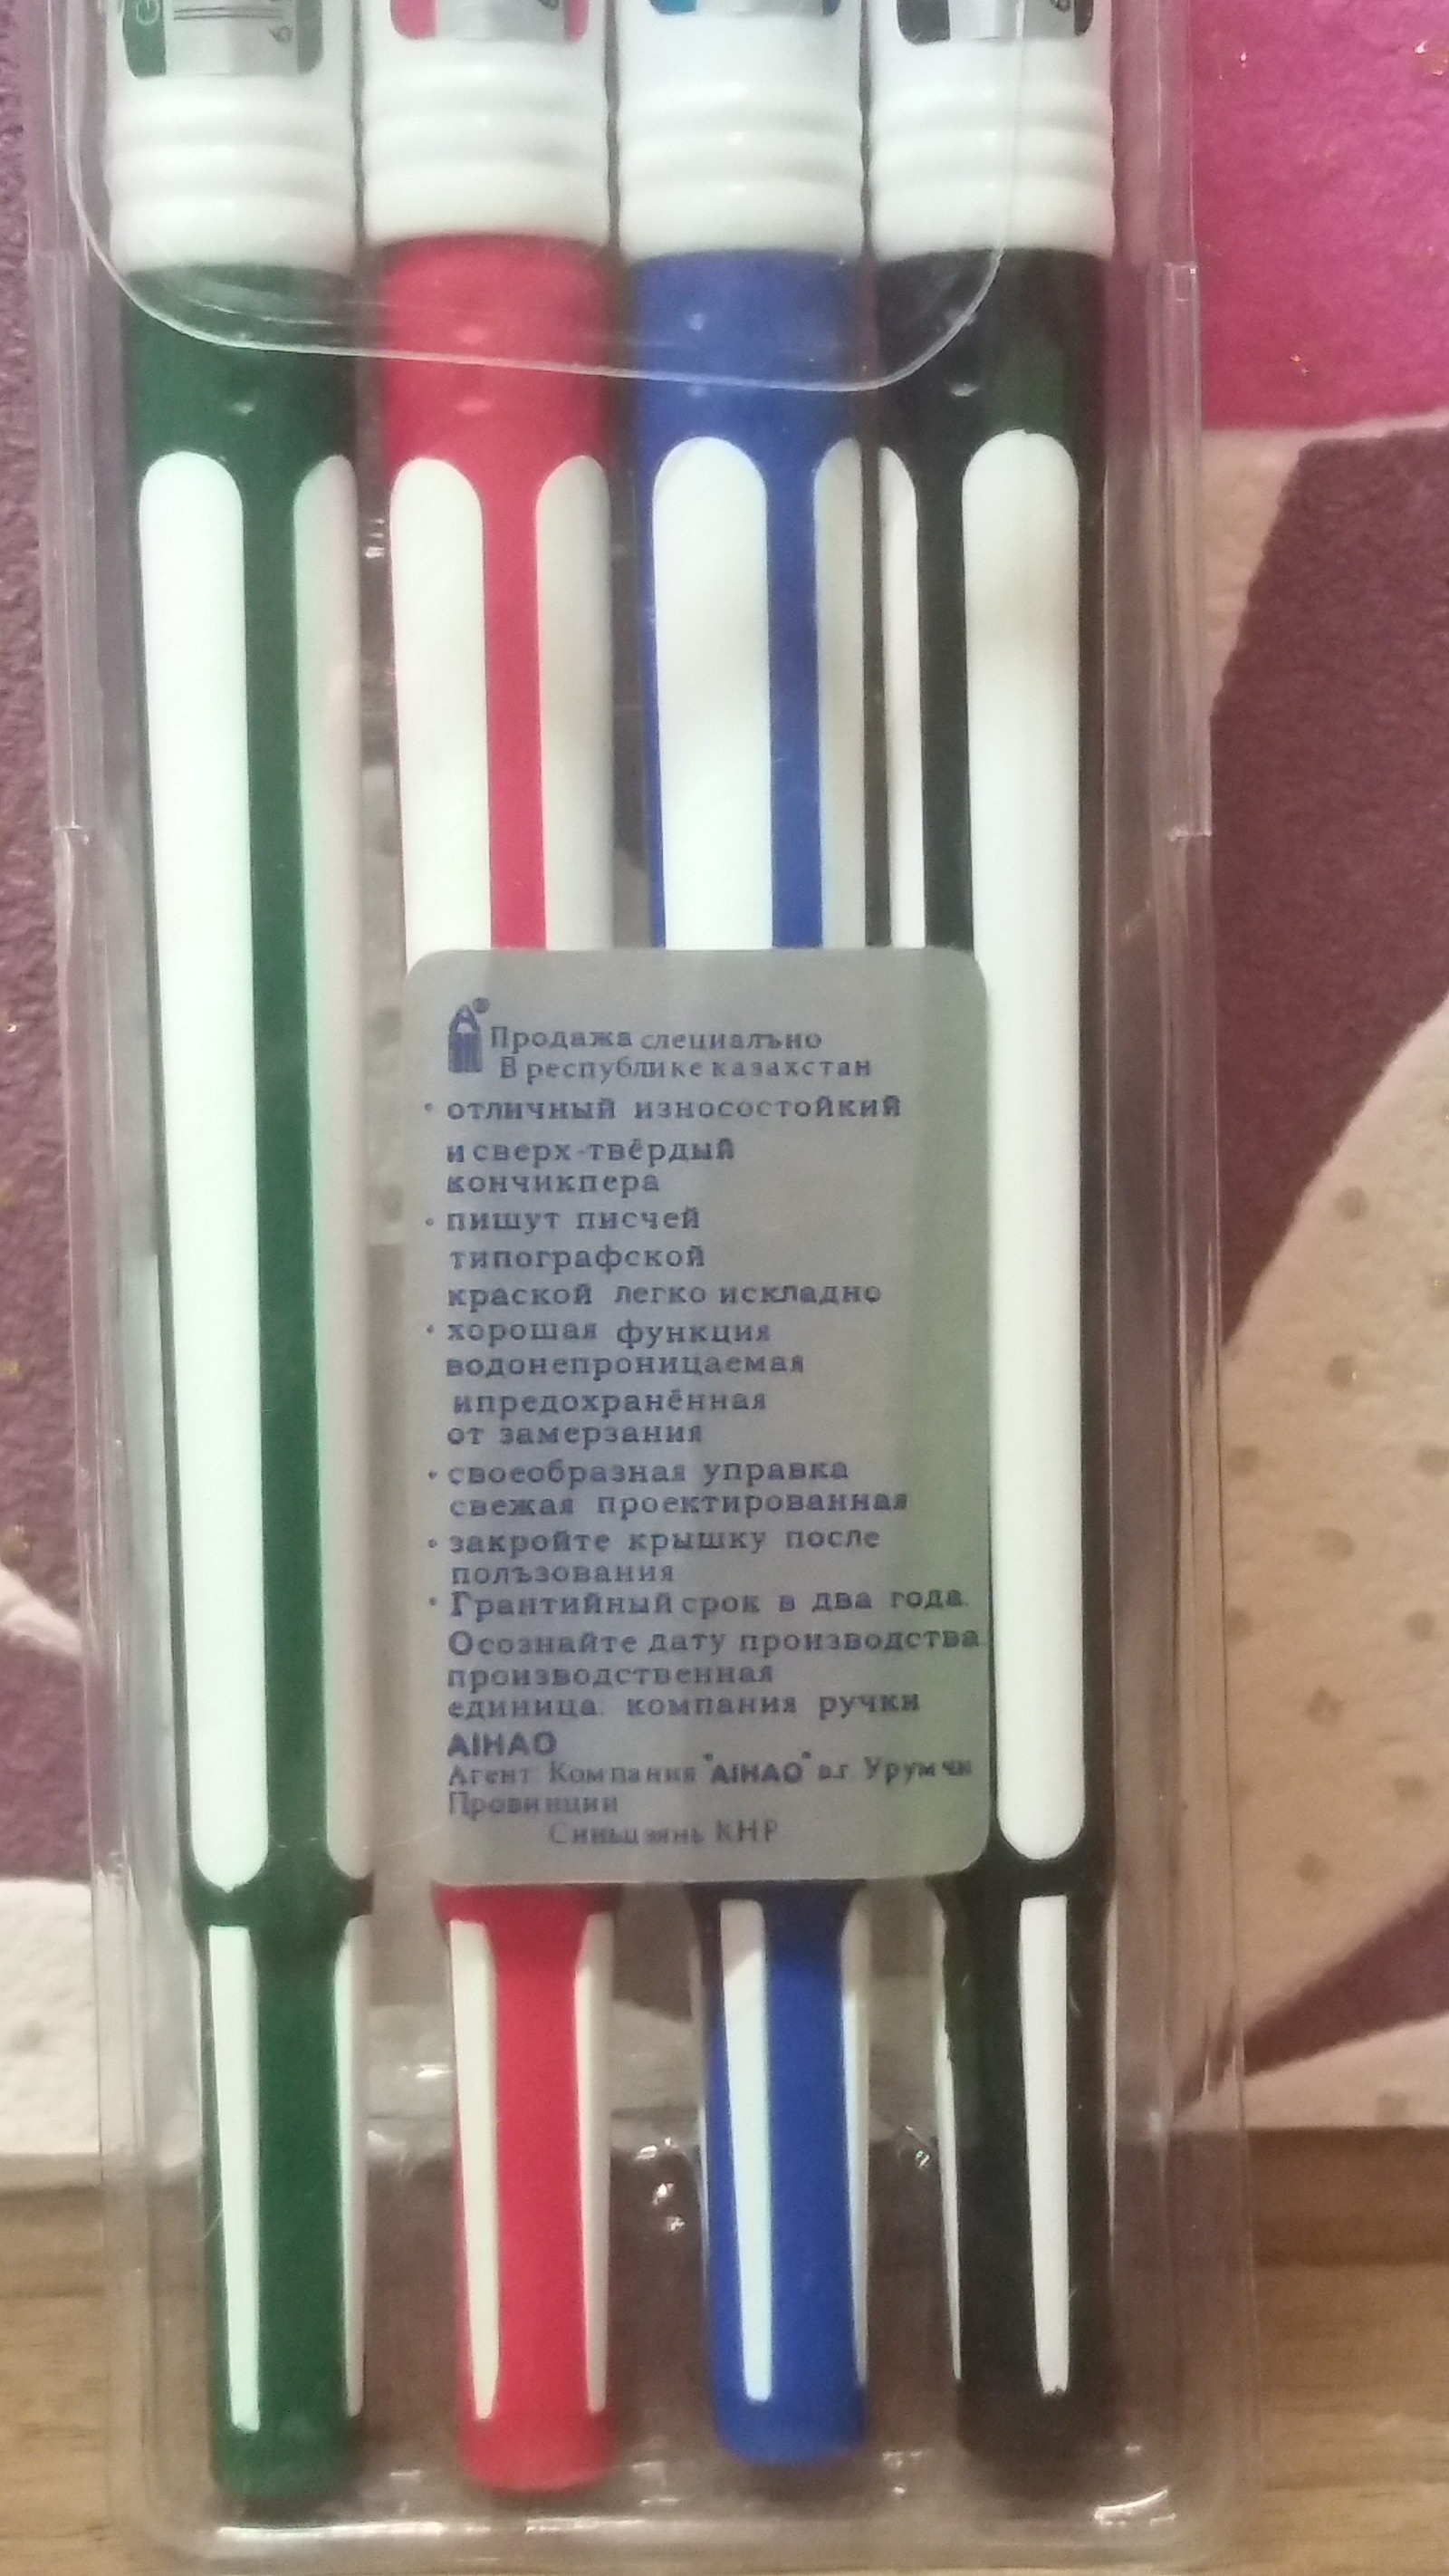 Продажа специалъно
В республике казахстан
• отличный износостойкий
и сверх-твёрдый
кончикпера
• пишут писчей
типографской
краской легко искладно
• хорошая функция
водонепроницаемая
ипредохранённая
от замерзания
• своеобразная управка
свежая проектированная
• закройте крышку после
полъзования
• Грантийный срок в два года.
Осознайте дату производства.
производственная
единица: компания ручки
AIHAO
Агент: Компания "AIHAO" в.г. Урумчи
Провинции
Синьцзянь КНР